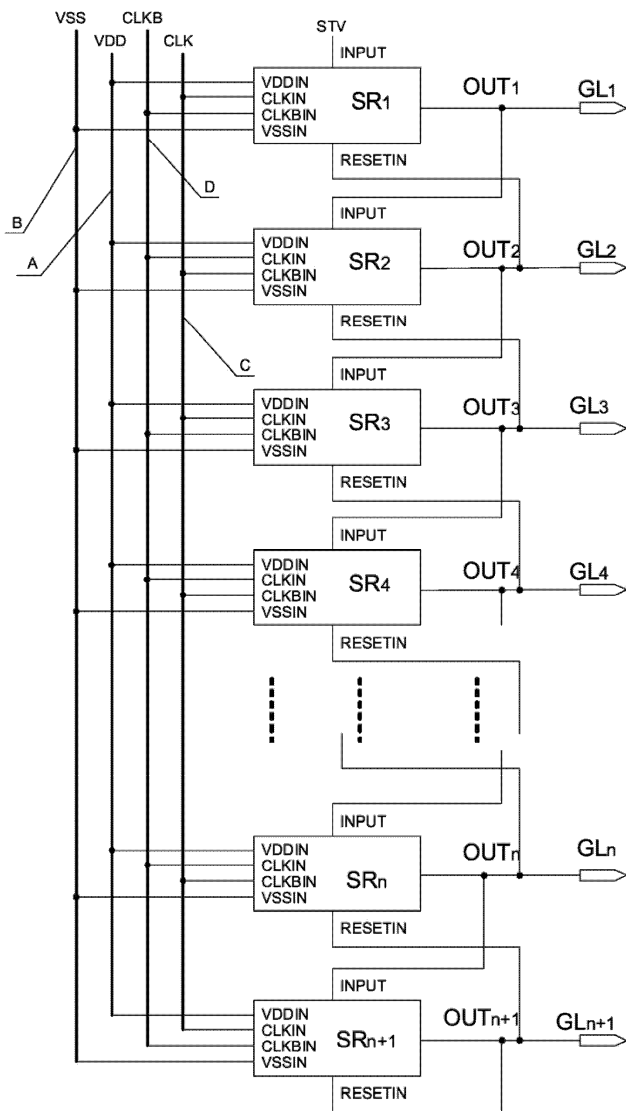 VSS
CLKB
VDD
CLK
STV
INPUT
VDDIN
CLKIN
CLKBIN
VSSIN
SR1
OUT1
GL1
RESETIN
B
D
A
INPUT
VDDIN
CLKIN
CLKBIN
VSSIN
SR2
OUT2
GL2
RESETIN
C
INPUT
VDDIN
CLKIN
CLKBIN
VSSIN
SR3
OUT3
GL3
RESETIN
INPUT
VDDIN
CLKIN
CLKBIN
VSSIN
SR4
OUT4
GL4
RESETIN
INPUT
VDDIN
CLKIN
CLKBIN
VSSIN
SRn
OUTn
GLn
RESETIN
INPUT
VDDIN
CLKIN
CLKBIN
VSSIN
SRn+1
OUTn+1
GLn+1
RESETIN